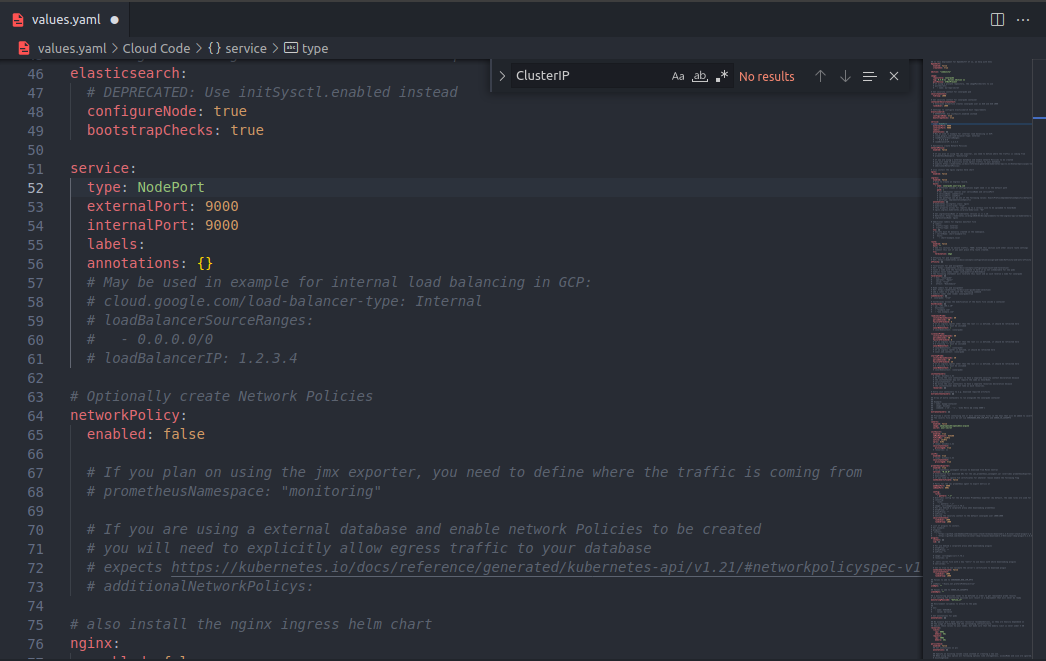 values.yaml
values.yaml > Cloud Code > {} service > abc type
ClusterIP Aa ab .* No results
46 elasticsearch:
47 # DEPRECATED: Use initSysctl.enabled instead
48 configureNode: true
49 bootstrapChecks: true
50
51 service:
52 type: NodePort
53 externalPort: 9000
54 internalPort: 9000
55 labels:
56 annotations: {}
57 # May be used in example for internal load balancing in GCP:
58 # cloud.google.com/load-balancer-type: Internal
59 # loadBalancerSourceRanges:
60 #   - 0.0.0.0/0
61 # loadBalancerIP: 1.2.3.4
62
63 # Optionally create Network Policies
64 networkPolicy:
65 enabled: false
66
67 # If you plan on using the jmx exporter, you need to define where the traffic is coming from
68 # prometheusNamespace: "monitoring"
69
70 # If you are using a external database and enable network Policies to be created
71 # you will need to explicitly allow egress traffic to your database
72 # expects https://kubernetes.io/docs/reference/generated/kubernetes-api/v1.21/#networkpolicyspec-v1
73 # additionalNetworkPolicys:
74
75 # also install the nginx ingress helm chart
76 nginx: